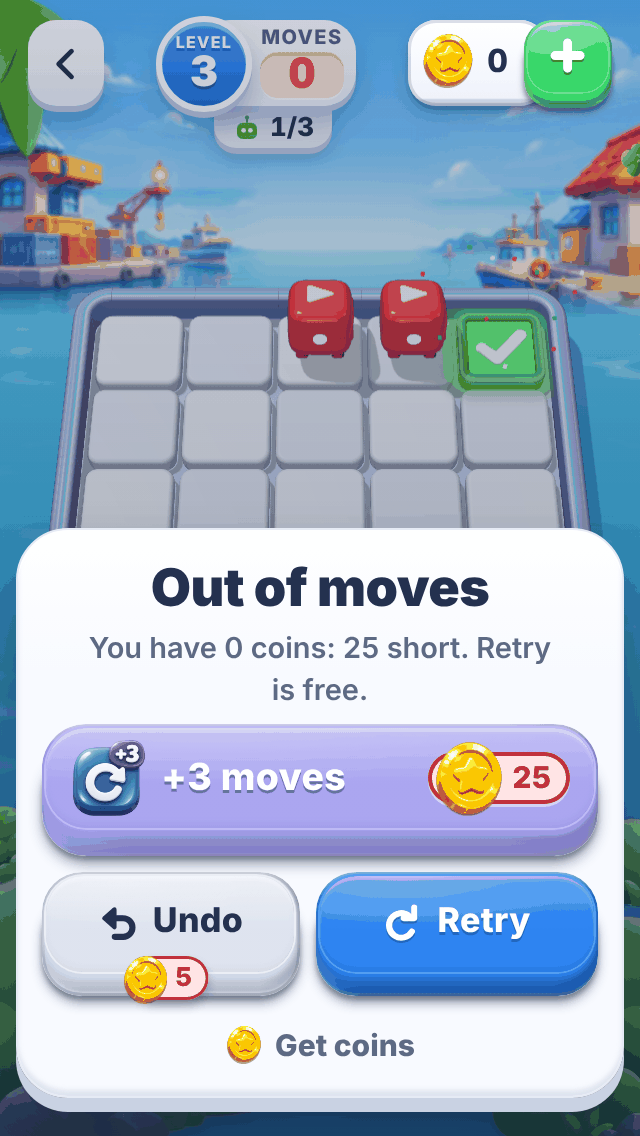 LEVEL
3
MOVES
0
0
1/3
Out of moves
You have 0 coins: 25 short. Retry
is free.
+3
+3 moves
25
Undo
5
Retry
Get coins